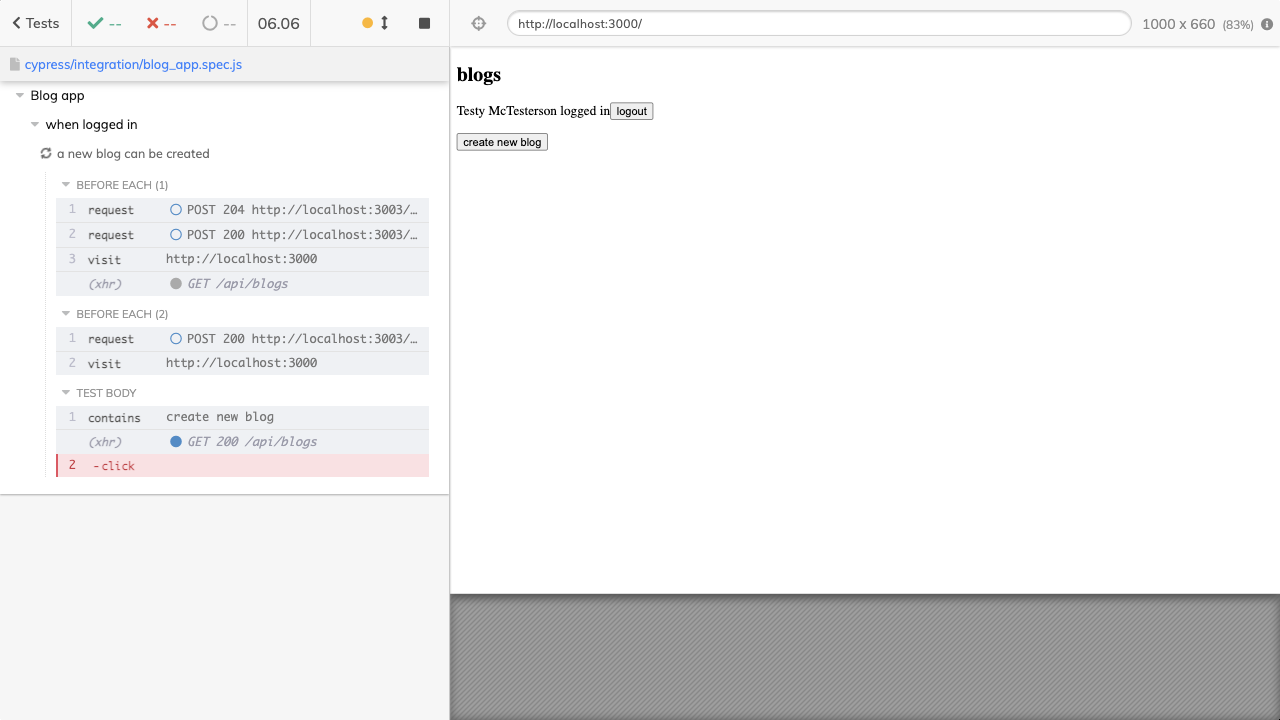 Tests -- -- -- 06.06
http://localhost:3000/ 1000 x 660 (83%)
cypress/integration/blog_app.spec.js
Blog app
when logged in
a new blog can be created
BEFORE EACH (1)
1 request POST 204 http://localhost:3003/…
2 request POST 200 http://localhost:3003/…
3 visit http://localhost:3000
(xhr) GET /api/blogs
BEFORE EACH (2)
1 request POST 200 http://localhost:3003/…
2 visit http://localhost:3000
TEST BODY
1 contains create new blog
(xhr) GET 200 /api/blogs
2 -click
blogs
Testy McTesterson logged in logout
create new blog